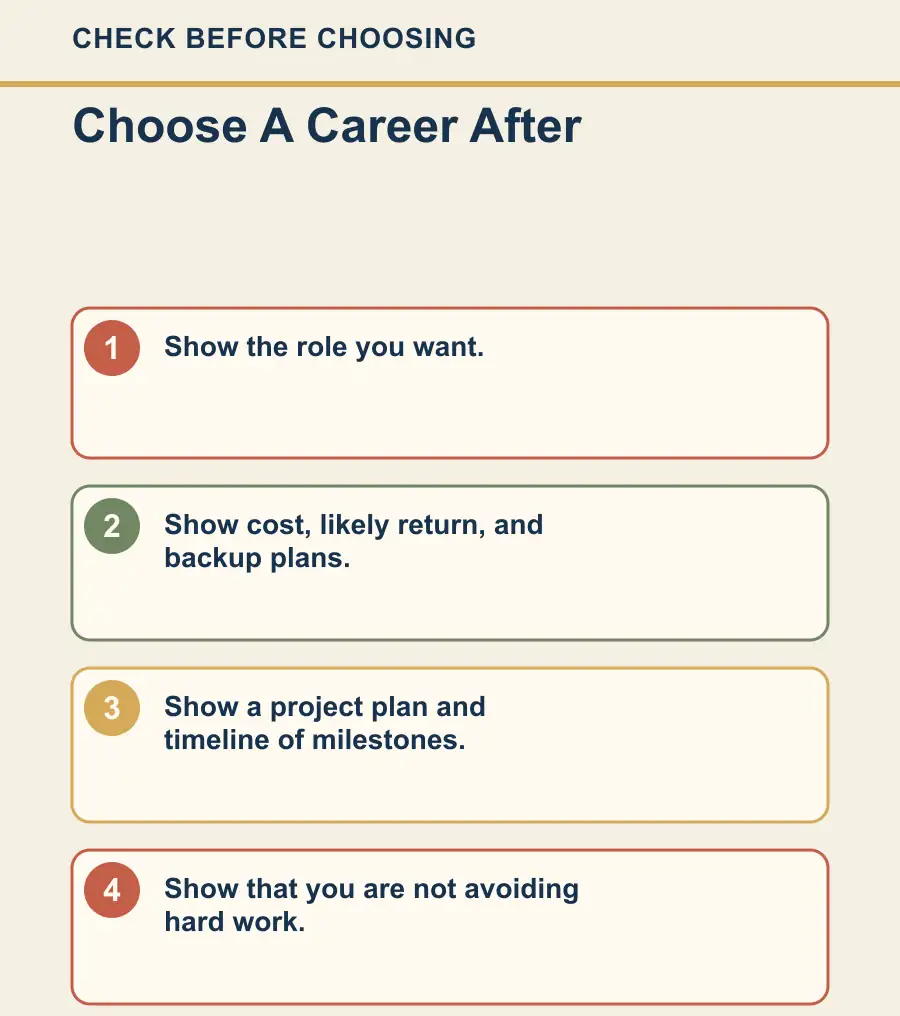 CHECK BEFORE CHOOSING
Choose A Career After
1
Show the role you want.
2
Show cost, likely return, and
backup plans.
3
Show a project plan and
timeline of milestones.
4
Show that you are not avoiding
hard work.